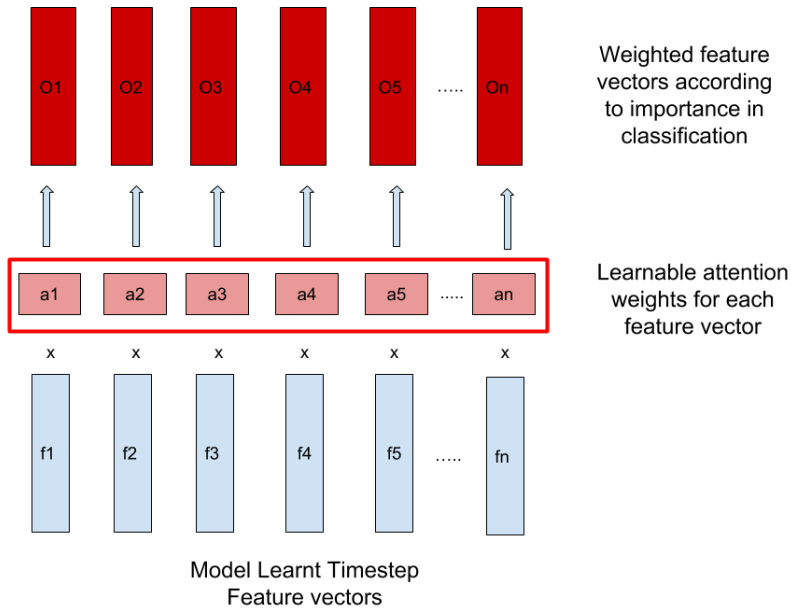 O1 O2 O3 O4 O5 ..... On
Weighted feature
vectors according
to importance in
classification
a1 a2 a3 a4 a5 ..... an
Learnable attention
weights for each
feature vector
x x x x x x
f1 f2 f3 f4 f5 ..... fn
Model Learnt Timestep
Feature vectors